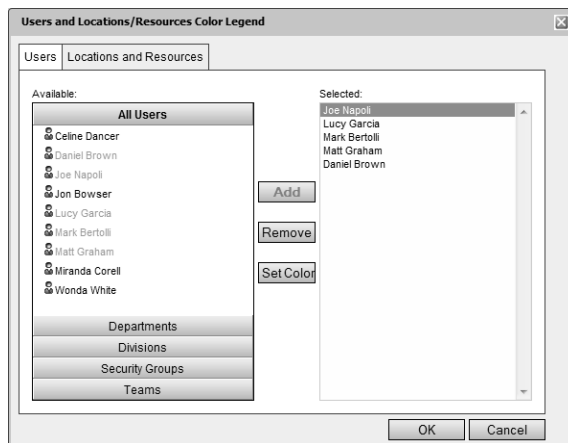 Users and Locations/Resources Color Legend
Users
Locations and Resources
Available:
All Users
Celine Dancer
Daniel Brown
Joe Napoli
Jon Bowser
Lucy Garcia
Mark Bertolli
Matt Graham
Miranda Corell
Wonda White
Departments
Divisions
Security Groups
Teams
Add
Remove
Set Color
Selected:
Joe Napoli
Lucy Garcia
Mark Bertolli
Matt Graham
Daniel Brown
OK
Cancel